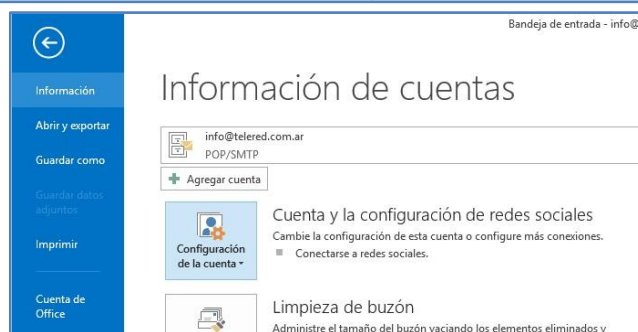 Bandeja de entrada - info@
Información de cuentas
Información
Abrir y exportar
Guardar como
Guardar datos
adjuntos
Imprimir
Cuenta de
Office
info@telered.com.ar
POP/SMTP
Agregar cuenta
Configuración
de la cuenta
Cuenta y la configuración de redes sociales
Cambie la configuración de esta cuenta o configure más conexiones.
Conectarse a redes sociales.
Limpieza de buzón
Administre el tamaño del buzón vaciando los elementos eliminados y